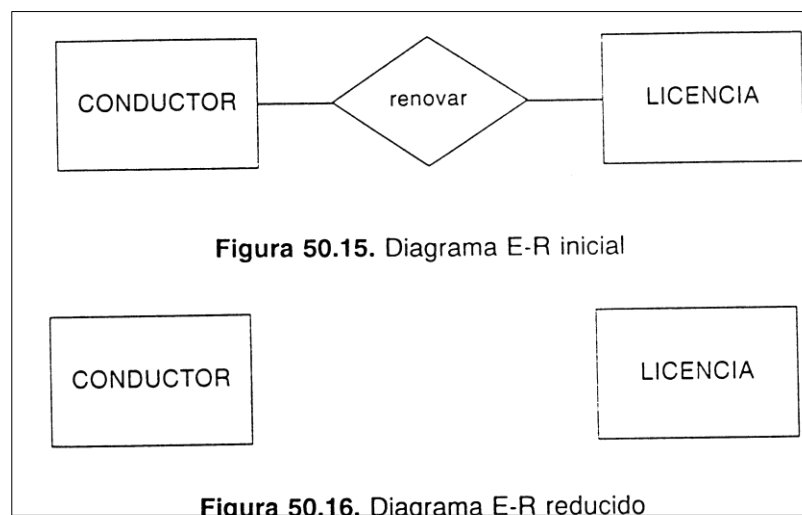 CONDUCTOR
renovar
LICENCIA
Figura 50.15. Diagrama E-R inicial
CONDUCTOR
LICENCIA
Figura 50.16. Diagrama E-R reducido